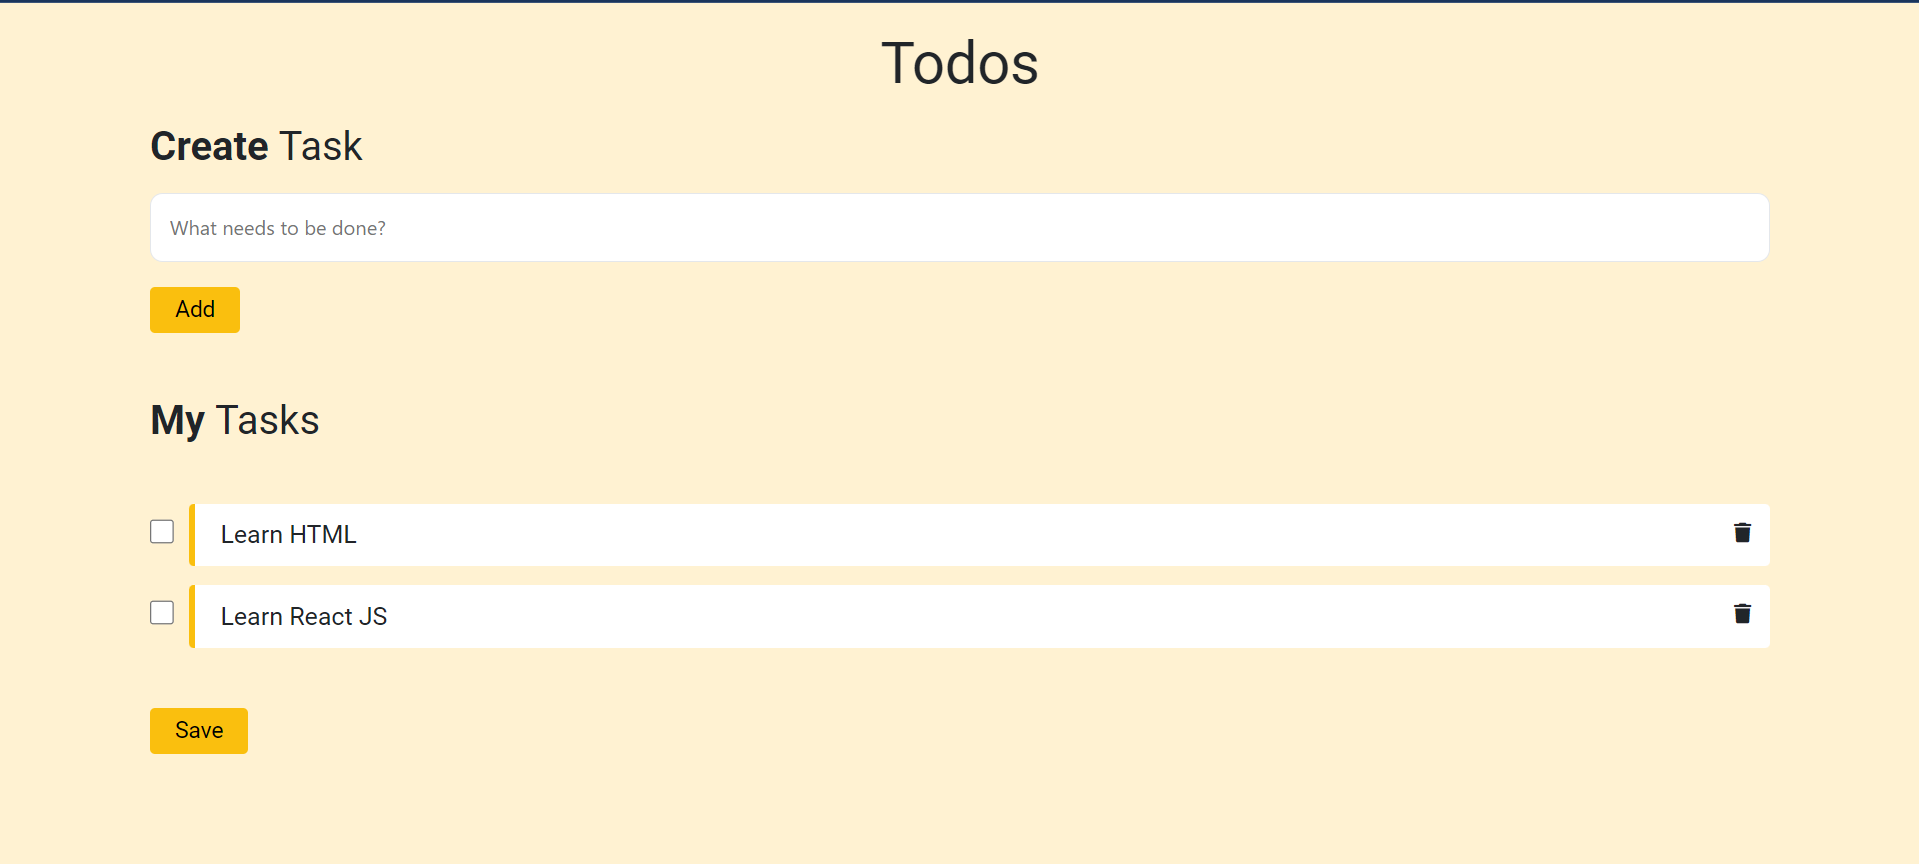 Todos
Create Task
What needs to be done?
Add
My Tasks
Learn HTML
Learn React JS
Save